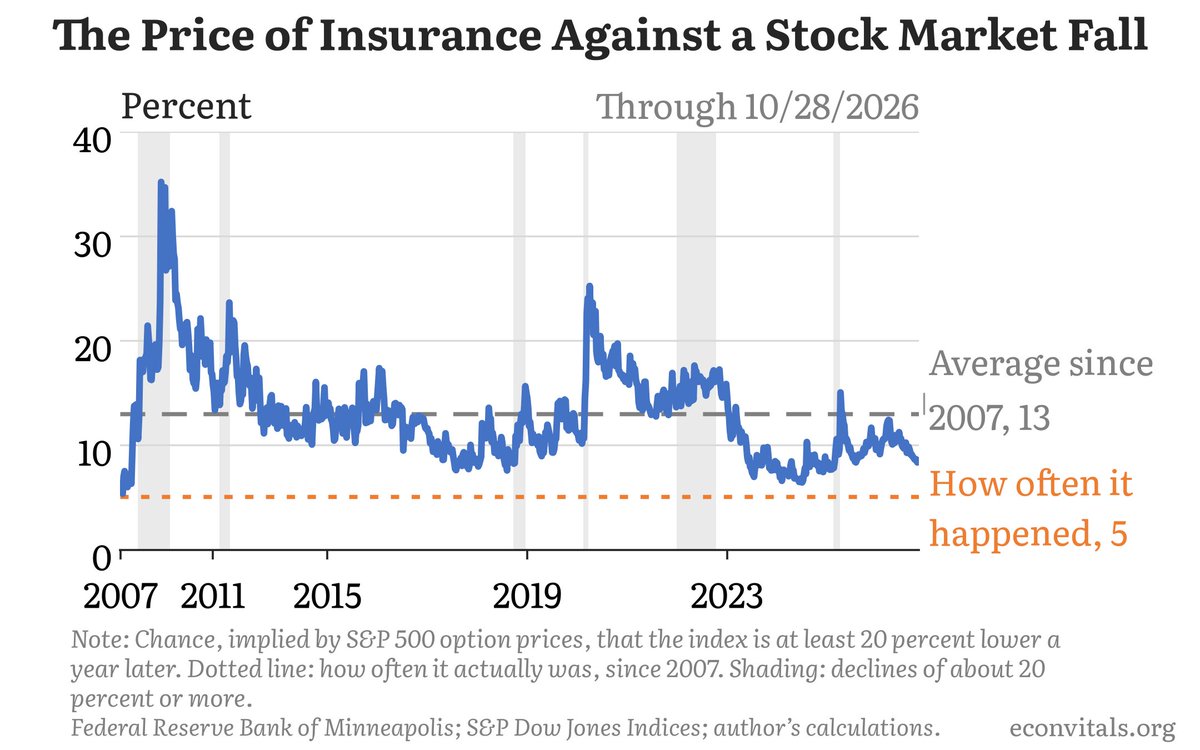 The Price of Insurance Against a Stock Market Fall
Percent
Through 10/28/2026
40
30
20
10
0
Average since
2007, 13
How often it
happened, 5
2007 2011 2015 2019 2023
Note: Chance, implied by S&P 500 option prices, that the index is at least 20 percent lower a
year later. Dotted line: how often it actually was, since 2007. Shading: declines of about 20
percent or more.
Federal Reserve Bank of Minneapolis; S&P Dow Jones Indices; author's calculations.
econvitals.org